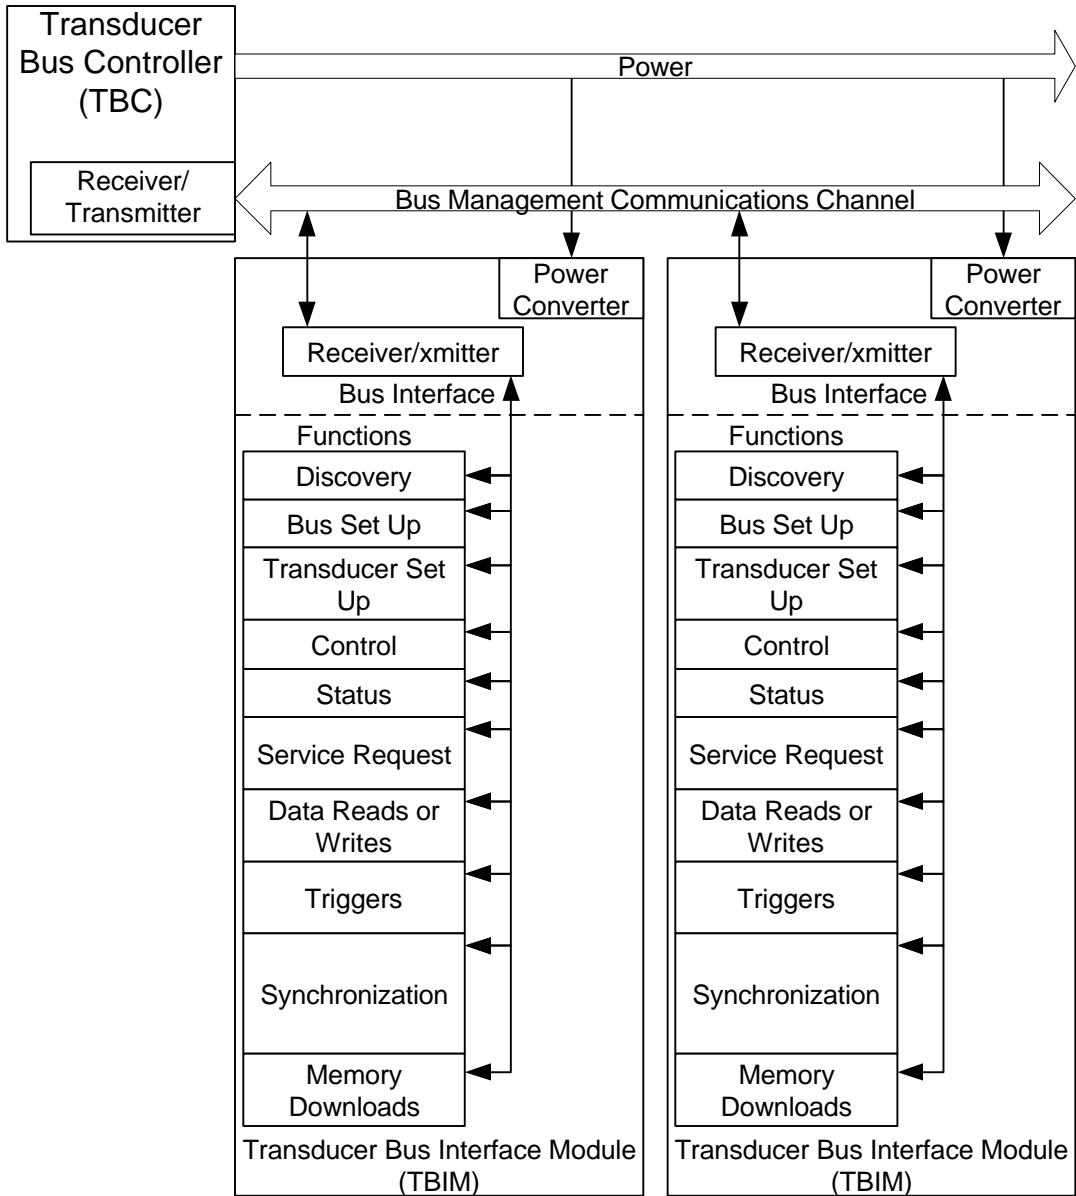 Transducer
Bus Controller
(TBC)
Power
Receiver/
Transmitter
Bus Management Communications Channel
Power
Converter
Receiver/xmitter
Bus Interface
Functions
Discovery
Bus Set Up
Transducer Set
Up
Control
Status
Service Request
Data Reads or
Writes
Triggers
Synchronization
Memory
Downloads
Transducer Bus Interface Module
(TBIM)
Power
Converter
Receiver/xmitter
Bus Interface
Functions
Discovery
Bus Set Up
Transducer Set
Up
Control
Status
Service Request
Data Reads or
Writes
Triggers
Synchronization
Memory
Downloads
Transducer Bus Interface Module
(TBIM)